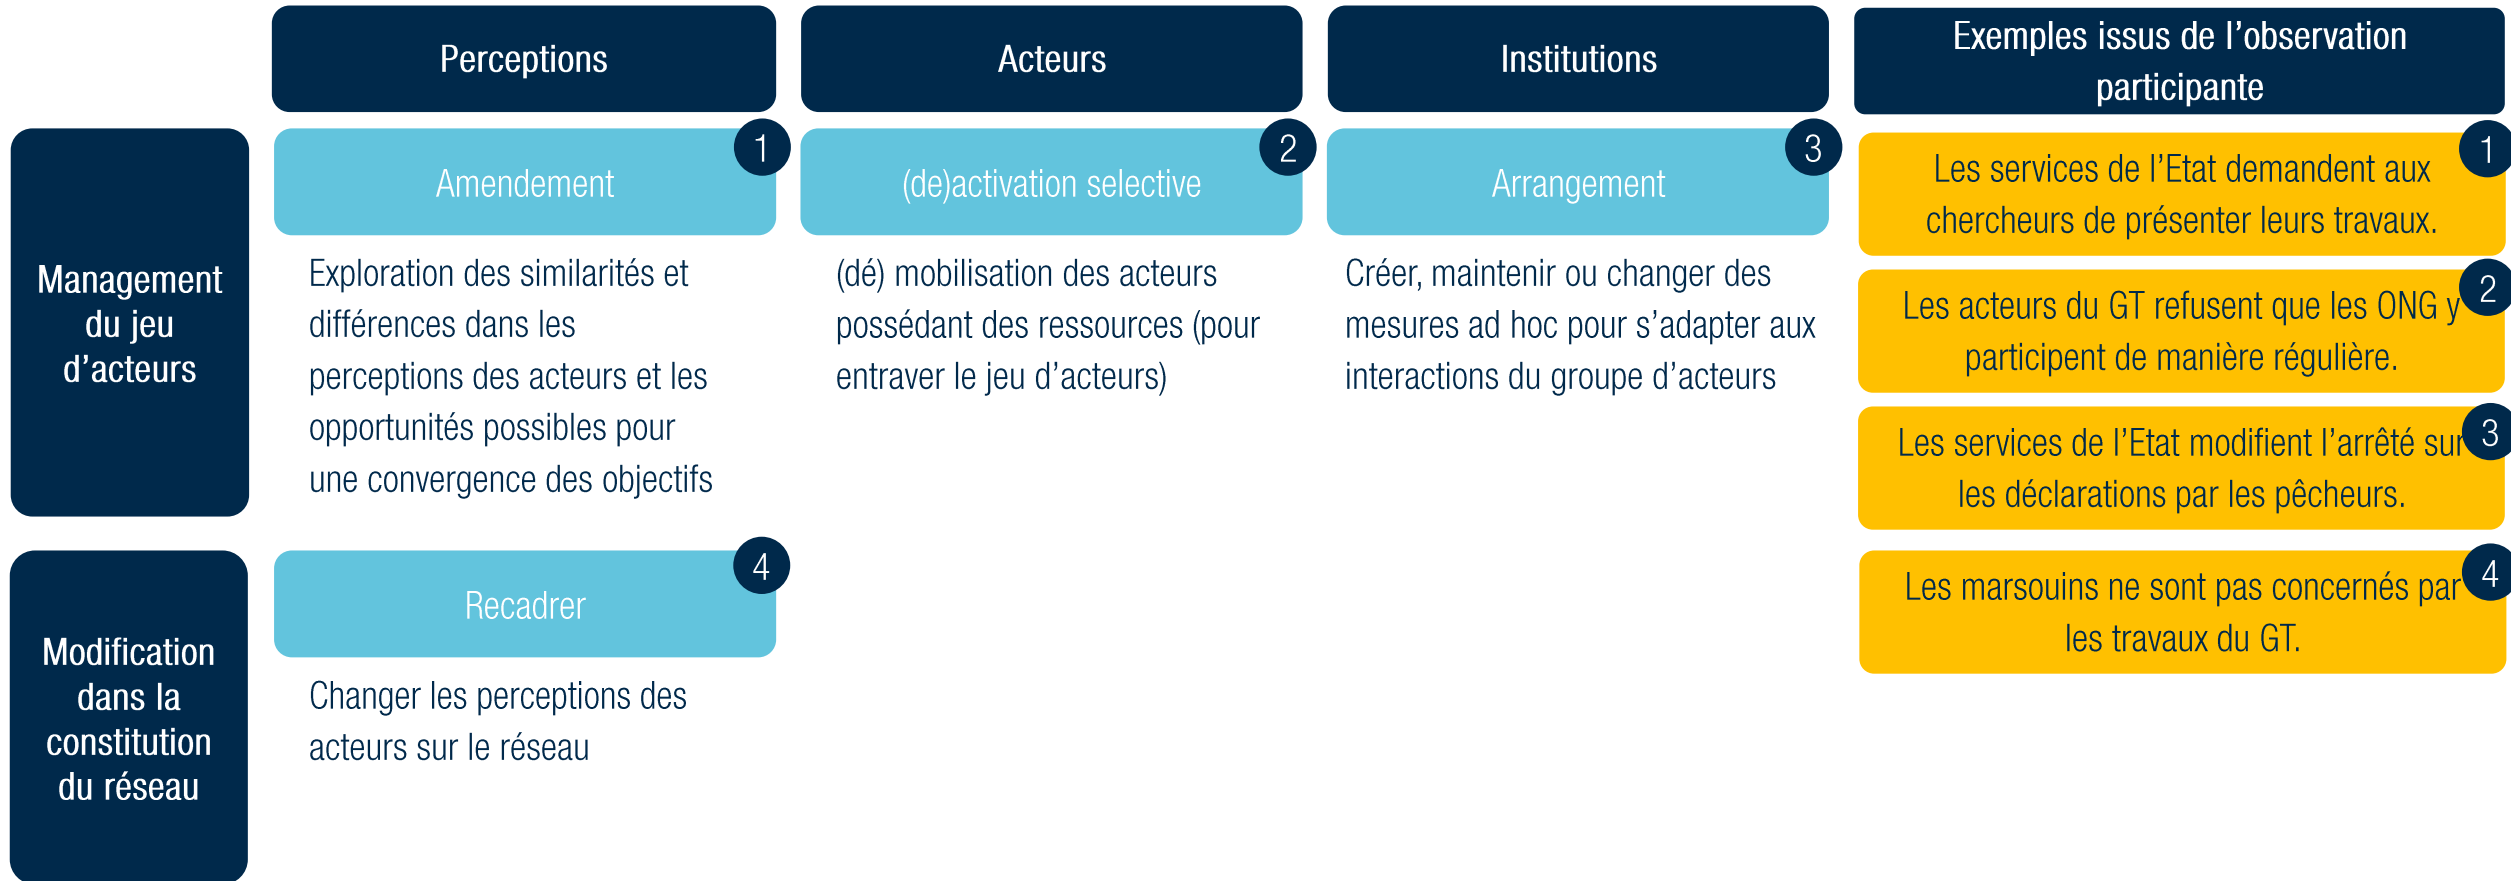 Perceptions
Acteurs
Institutions
Exemples issus de l’observation
participante
Management
du jeu
d’acteurs
Amendement
1
Exploration des similarités et
différences dans les
perceptions des acteurs et les
opportunités possibles pour
une convergence des objectifs
(de)activation selective
2
(dé) mobilisation des acteurs
possédant des ressources (pour
entraver le jeu d’acteurs)
Arrangement
3
Créer, maintenir ou changer des
mesures ad hoc pour s’adapter aux
interactions du groupe d’acteurs
1
Les services de l’Etat demandent aux
chercheurs de présenter leurs travaux.
2
Les acteurs du GT refusent que les ONG y
participent de manière régulière.
3
Les services de l’Etat modifient l’arrêté sur
les déclarations par les pêcheurs.
Modification
dans la
constitution
du réseau
Recadrer
4
Changer les perceptions des
acteurs sur le réseau
4
Les marsouins ne sont pas concernés par
les travaux du GT.